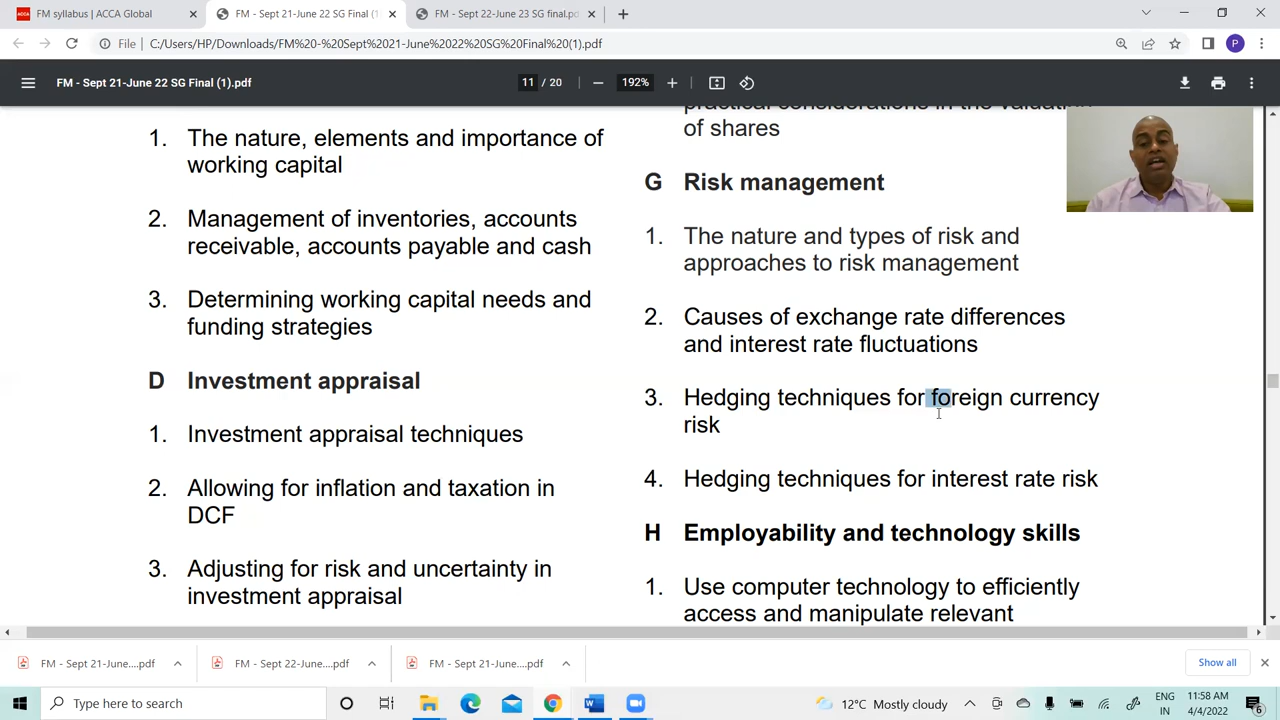 FM syllabus | ACCA Global
FM - Sept 21-June 22 SG Final (1)
FM - Sept 22-June 23 SG final.pd
File
C:/Users/HP/Downloads/FM%20-%20Sept%2021-June%2022%20SG%20Final%20(1).pdf
P
FM - Sept 21-June 22 SG Final (1).pdf
11 / 20
192%
1. The nature, elements and importance of
working capital
2. Management of inventories, accounts
receivable, accounts payable and cash
3. Determining working capital needs and
funding strategies
D Investment appraisal
1. Investment appraisal techniques
2. Allowing for inflation and taxation in
DCF
3. Adjusting for risk and uncertainty in
investment appraisal
practical considerations in the valuation
of shares
G Risk management
1. The nature and types of risk and
approaches to risk management
2. Causes of exchange rate differences
and interest rate fluctuations
3. Hedging techniques for foreign currency
risk
4. Hedging techniques for interest rate risk
H Employability and technology skills
1. Use computer technology to efficiently
access and manipulate relevant
FM - Sept 21-June....pdf
FM - Sept 22-June....pdf
FM - Sept 21-June....pdf
Show all
Type here to search
12°C Mostly cloudy
ENG
IN
11:58 AM
4/4/2022
6